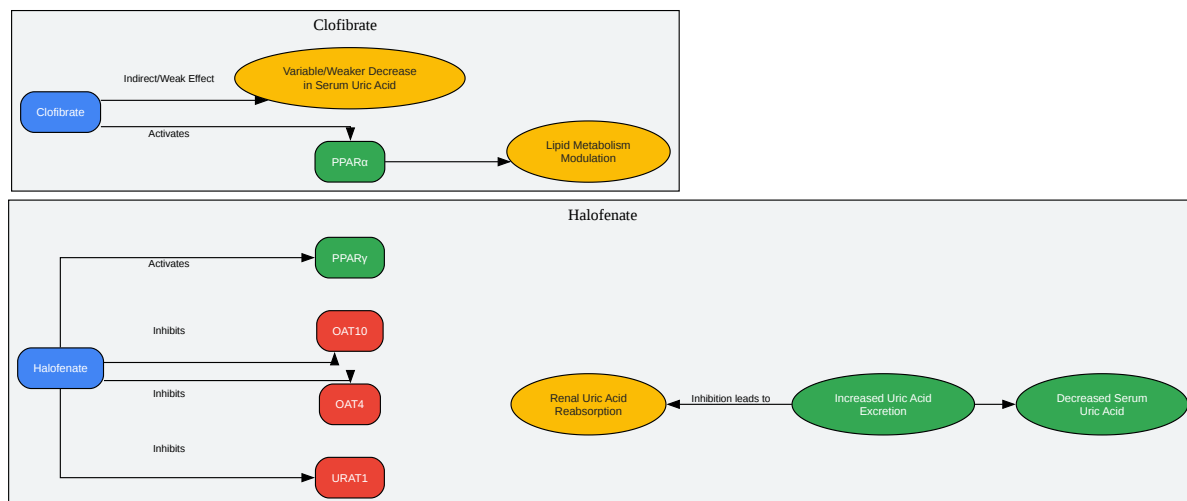 Clofibrate
Indirect/Weak Effect
Variable/Weaker Decrease
in Serum Uric Acid
Clofibrate
Activates
PPARα
Lipid Metabolism
Modulation
Halofenate
PPARγ
Activates
OAT10
Inhibits
Halofenate
Inhibits
OAT4
Renal Uric Acid
Reabsorption
Inhibition leads to
Increased Uric Acid
Excretion
Decreased Serum
Uric Acid
Inhibits
URAT1